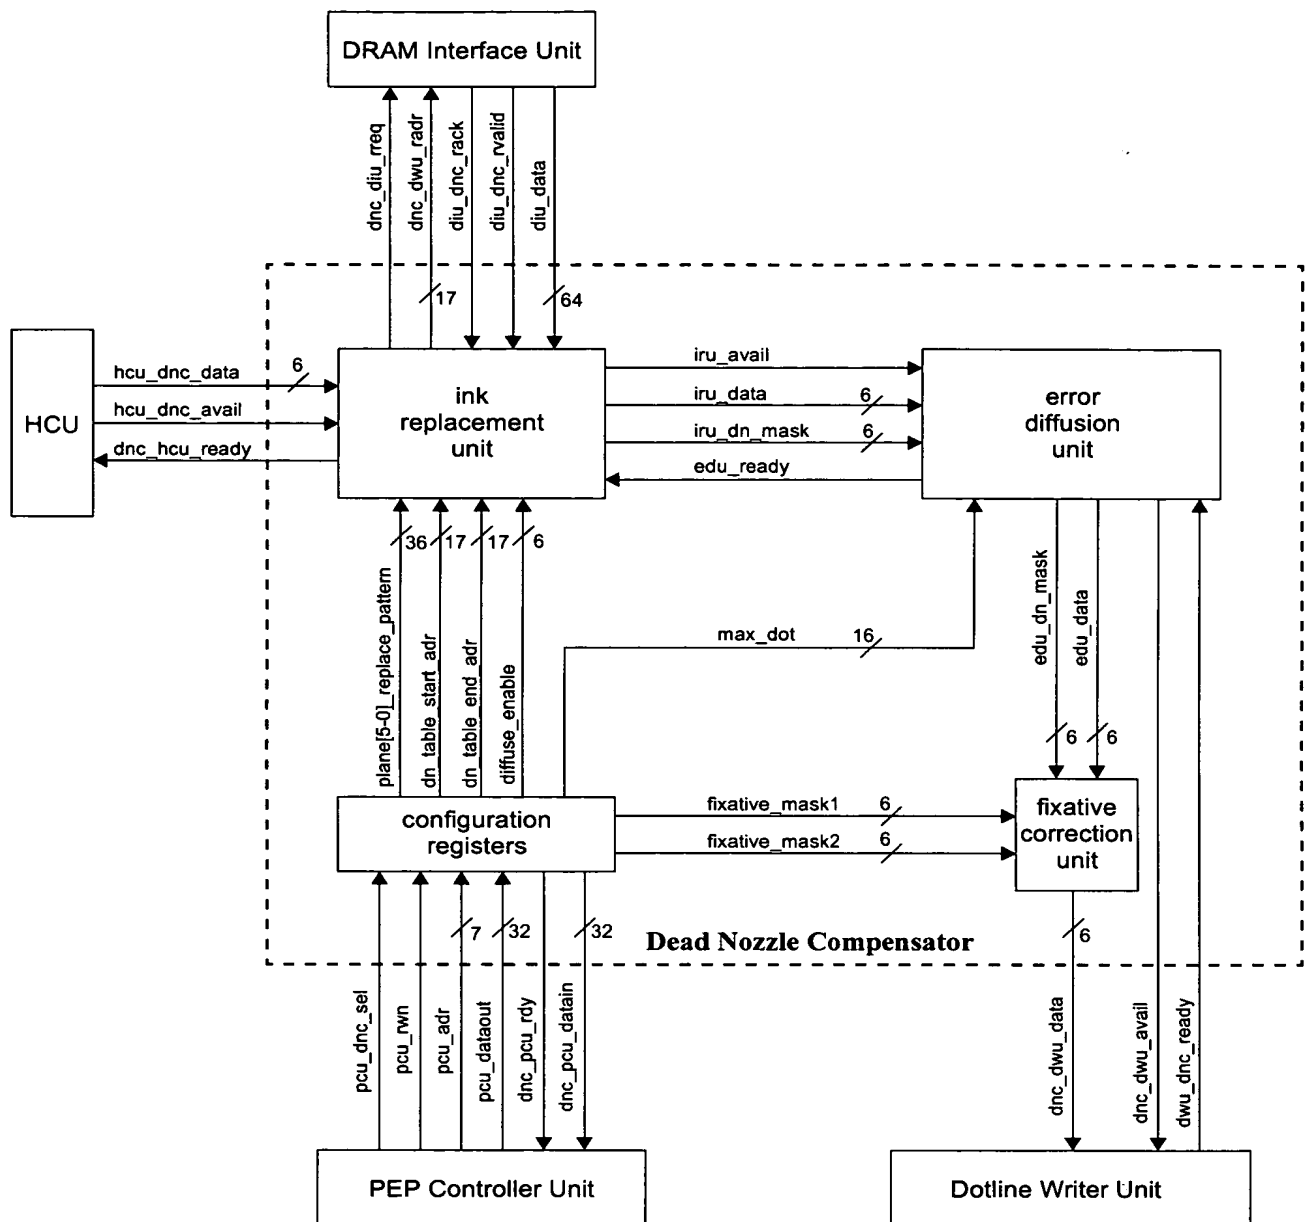 DRAM Interface Unit
dnc_diu_rreq
dnc_dwu_radr
diu_dnc_rack
diu_dnc_rvalid
diu_data
17
64
HCU
hcu_dnc_data
6
hcu_dnc_avail
dnc_hcu_ready
ink
replacement
unit
iru_avail
iru_data
6
iru_dn_mask
6
edu_ready
error
diffusion
unit
36
17
17
6
plane[5-0]_replace_pattern
dn_table_start_adr
dn_table_end_adr
diffuse_enable
max_dot
16
edu_dn_mask
edu_data
6
6
configuration
registers
fixative_mask1
6
fixative_mask2
6
fixative
correction
unit
7
32
32
Dead Nozzle Compensator
6
pcu_dnc_sel
pcu_rwn
pcu_adr
pcu_dataout
dnc_pcu_rdy
dnc_pcu_datain
dnc_dwu_data
dnc_dwu_avail
dwu_dnc_ready
PEP Controller Unit
Dotline Writer Unit